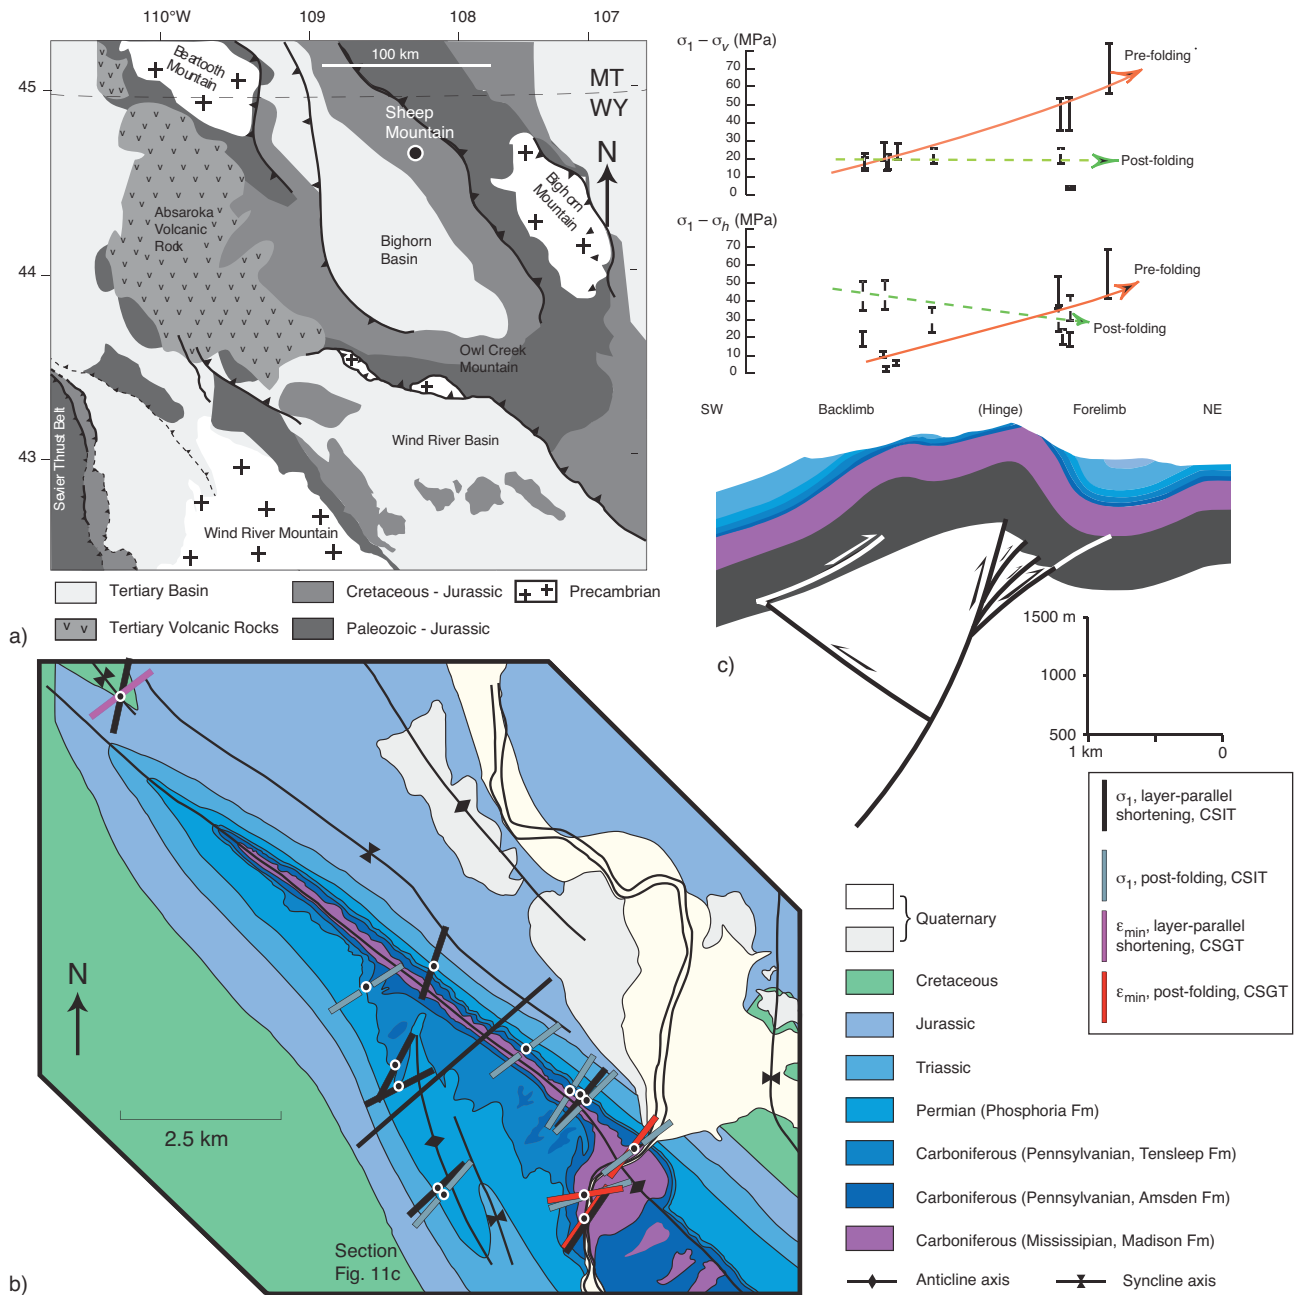 110°W 109 108 107
45
44
43
100 km
MT
WY
N
Beartooth
Mountain
Sheep
Mountain
Bighorn
Mountain
Absaroka
Volcanic
Rock
Bighorn
Basin
Owl Creek
Mountain
Wind River Basin
Wind River Mountain
Sevier Thrust Belt
Tertiary Basin
Cretaceous - Jurassic
Precambrian
Tertiary Volcanic Rocks
Paleozoic - Jurassic
a)
σ1 – σv (MPa)
70
60
50
40
30
20
10
0
Pre-folding
Post-folding
σ1 – σh (MPa)
70
60
50
40
30
20
10
0
Pre-folding
Post-folding
SW Backlimb (Hinge) Forelimb NE
c)
1500 m
1000
500
1 km 0
N
2.5 km
Section
Fig. 11c
b)
σ1, layer-parallel
shortening, CSIT
σ1, post-folding, CSIT
εmin, layer-parallel
shortening, CSGT
εmin, post-folding, CSGT
Quaternary
Cretaceous
Jurassic
Triassic
Permian (Phosphoria Fm)
Carboniferous (Pennsylvanian, Tensleep Fm)
Carboniferous (Pennsylvanian, Amsden Fm)
Carboniferous (Mississipian, Madison Fm)
Anticline axis
Syncline axis